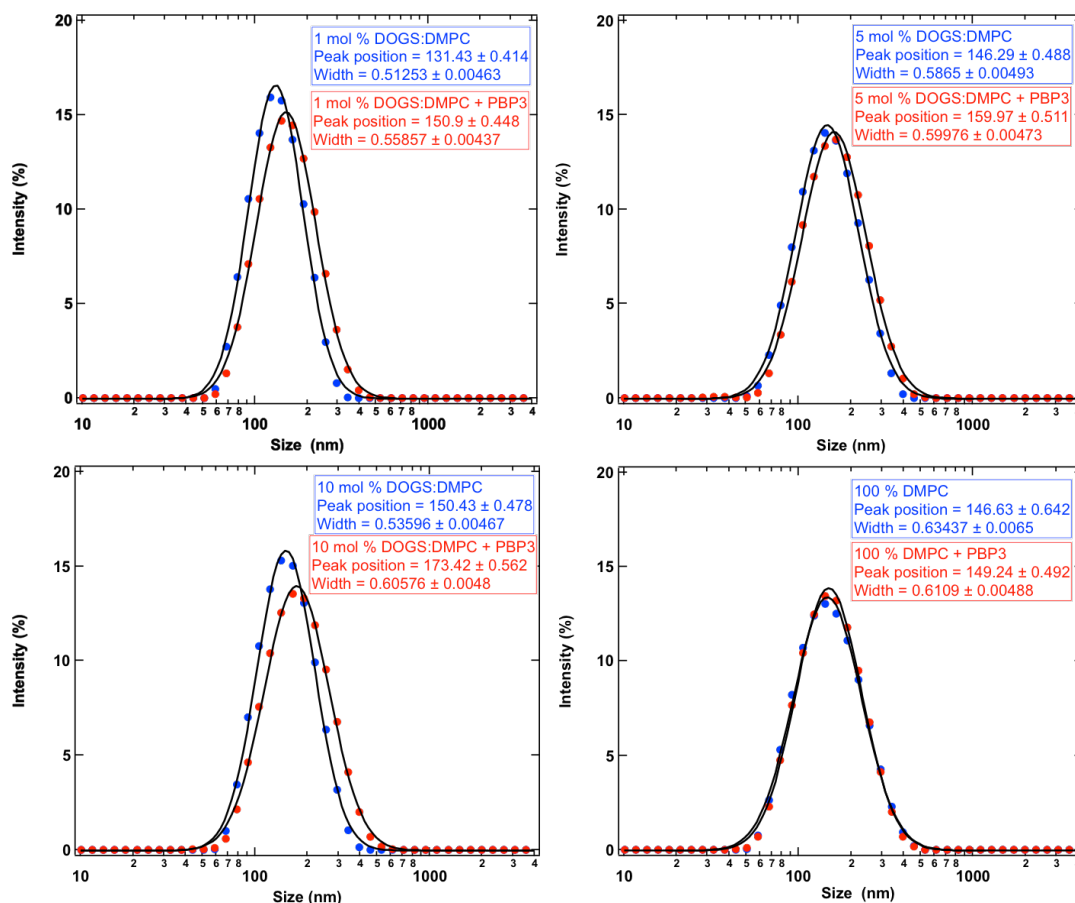 20
15
10
5
0
Intensity (%)
1 mol % DOGS:DMPC
Peak position = 131.43 ± 0.414
Width = 0.51253 ± 0.00463
1 mol % DOGS:DMPC + PBP3
Peak position = 150.9 ± 0.448
Width = 0.55857 ± 0.00437
10 2 3 4 5 6 7 8 100 2 3 4 5 6 7 8 1000 2 3 4
Size (nm)
20
15
10
5
0
Intensity (%)
5 mol % DOGS:DMPC
Peak position = 146.29 ± 0.488
Width = 0.5865 ± 0.00493
5 mol % DOGS:DMPC + PBP3
Peak position = 159.97 ± 0.511
Width = 0.59976 ± 0.00473
10 2 3 4 5 6 7 8 100 2 3 4 5 6 7 8 1000 2 3
Size (nm)
20
15
10
5
0
Intensity (%)
10 mol % DOGS:DMPC
Peak position = 150.43 ± 0.478
Width = 0.53596 ± 0.00467
10 mol % DOGS:DMPC + PBP3
Peak position = 173.42 ± 0.562
Width = 0.60576 ± 0.0048
10 2 3 4 5 6 7 8 100 2 3 4 5 6 7 8 1000 2 3 4
Size (nm)
20
15
10
5
0
Intensity (%)
100 % DMPC
Peak position = 146.63 ± 0.642
Width = 0.63437 ± 0.0065
100 % DMPC + PBP3
Peak position = 149.24 ± 0.492
Width = 0.6109 ± 0.00488
10 2 3 4 5 6 7 8 100 2 3 4 5 6 7 8 1000 2 3
Size (nm)